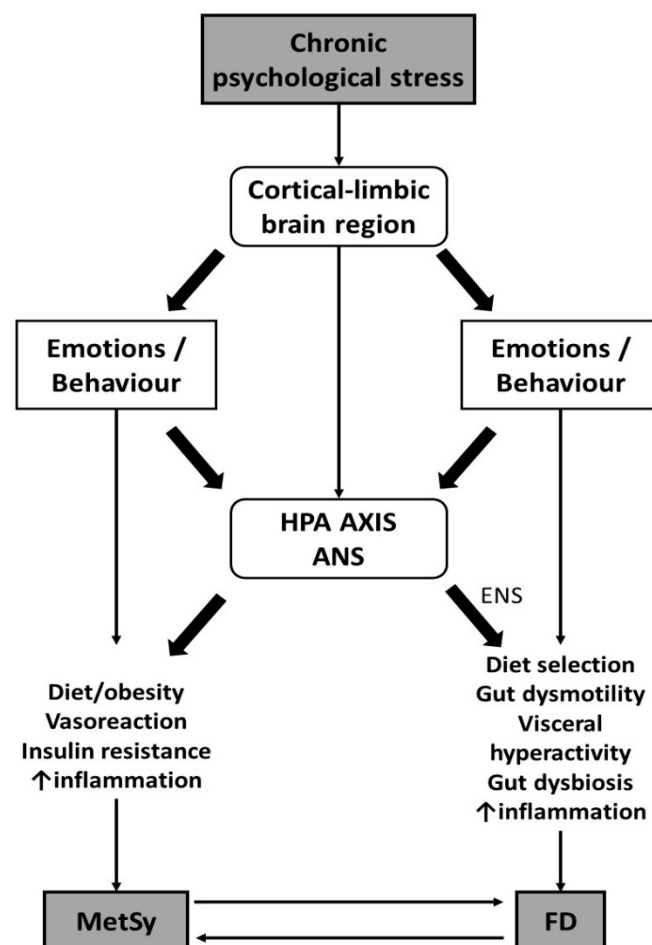 Chronic
psychological stress
Cortical-limbic
brain region
Emotions /
Behaviour
Emotions /
Behaviour
HPA AXIS
ANS
ENS
Diet/obesity
Vasoreaction
Insulin resistance
↑inflammation
Diet selection
Gut dysmotility
Visceral
hyperactivity
Gut dysbiosis
↑inflammation
MetSy
FD